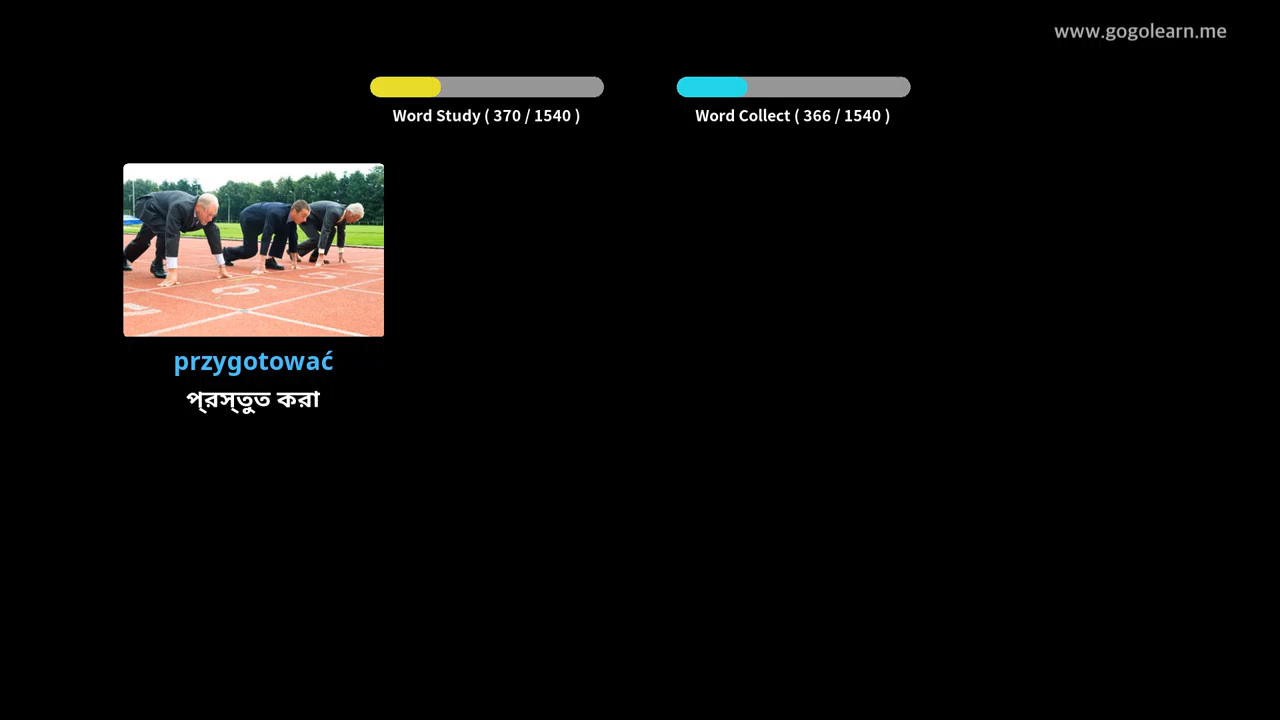 www.gogolearn.me
Word Study ( 370 / 1540 )
Word Collect ( 366 / 1540 )
przygotować
প্রস্তুত করা